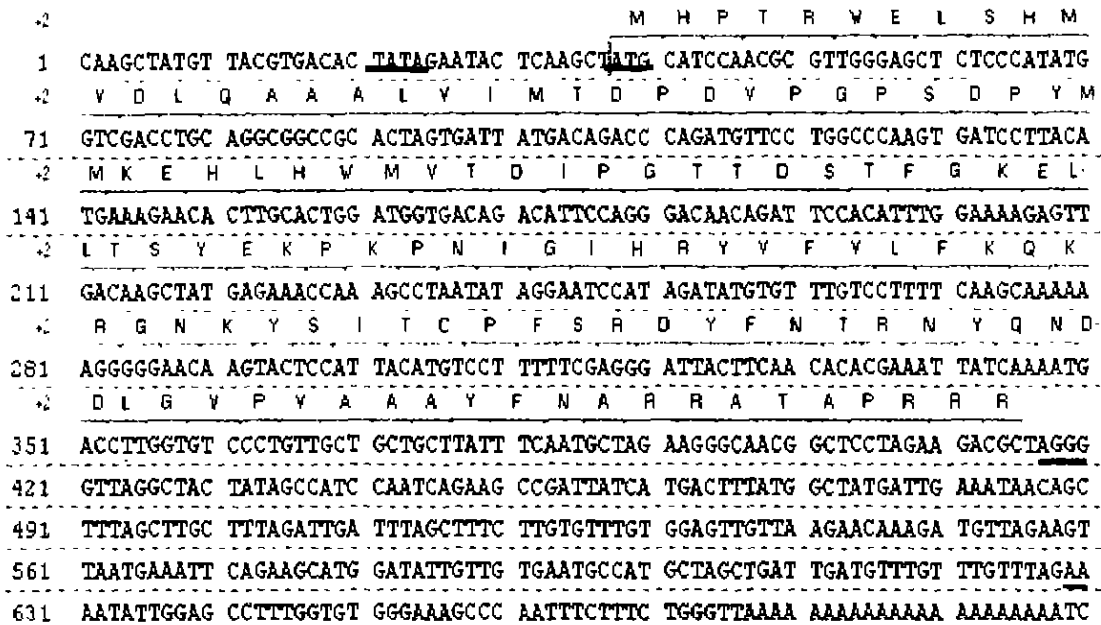 +2 M H P T R W E L S H M
1 CAAGCTATGT TACGTGACAC TATAGAATAC TCAAGCTATG CATCCAACGC GTTGGGAGCT CTCCCATATG
+2 V D L Q A A A L V I M T D P D V P G P S D P Y M
71 GTCGACCTGC AGGCGGCCGC ACTAGTGATT ATGACAGACC CAGATGTTCC TGGCCCAAGT GATCCTTACA
+2 M K E H L H W M V T D I P G T T D S T F G K E L·
141 TGAAAGAACA CTTGCACTGG ATGGTGACAG ACATTCCAGG GACAACAGAT TCCACATTTG GAAAAGAGTT
+2 L T S Y E K P K P N I G I H R Y V F V L F K Q K
211 GACAAGCTAT GAGAAACCAA AGCCTAATAT AGGAATCCAT AGATATGTGT TTGTCCTTTT CAAGCAAAAA
+2 R G N K Y S I T C P F S R D Y F N T R N Y Q N D·
281 AGGGGGAACA AGTACTCCAT TACATGTCCT TTTTCGAGGG ATTACTTCAA CACACGAAAT TATCAAAATG
+2 D L G V P V A A A Y F N A R R A T A P R R R
351 ACCTTGGTGT CCCTGTTGCT GCTGCTTATT TCAATGCTAG AAGGGCAACG GCTCCTAGAA GACGCTAGGG
421 GTTAGGCTAC TATAGCCATC CAATCAGAAG CCGATTATCA TGACTTTATG GCTATGATTG AAATAACAGC
491 TTTAGCTTGC TTTAGATTGA TTTAGCTTTC TTGTGTTTGT GGAGTTGTTA AGAACAAAGA TGTTAGAAGT
561 TAATGAAATT CAGAAGCATG GATATTGTTG TGAATGCCAT GCTAGCTGAT TGATGTTTGT TTGTTTAGAA
631 AATATTGGAG CCTTTGGTGT GGGAAAGCCC AATTTCTTTC TGGGTTAAAA AAAAAAAAAA AAAAAAAATC